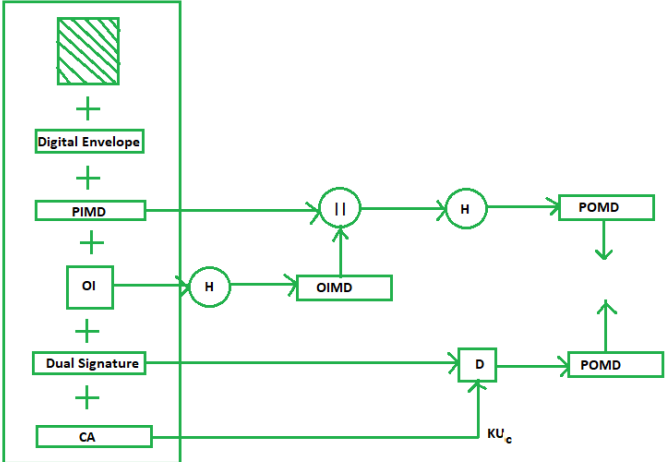 Digital Envelope
PIMD
||
H
POMD
OI
H
OIMD
Dual Signature
D
POMD
CA
KUc